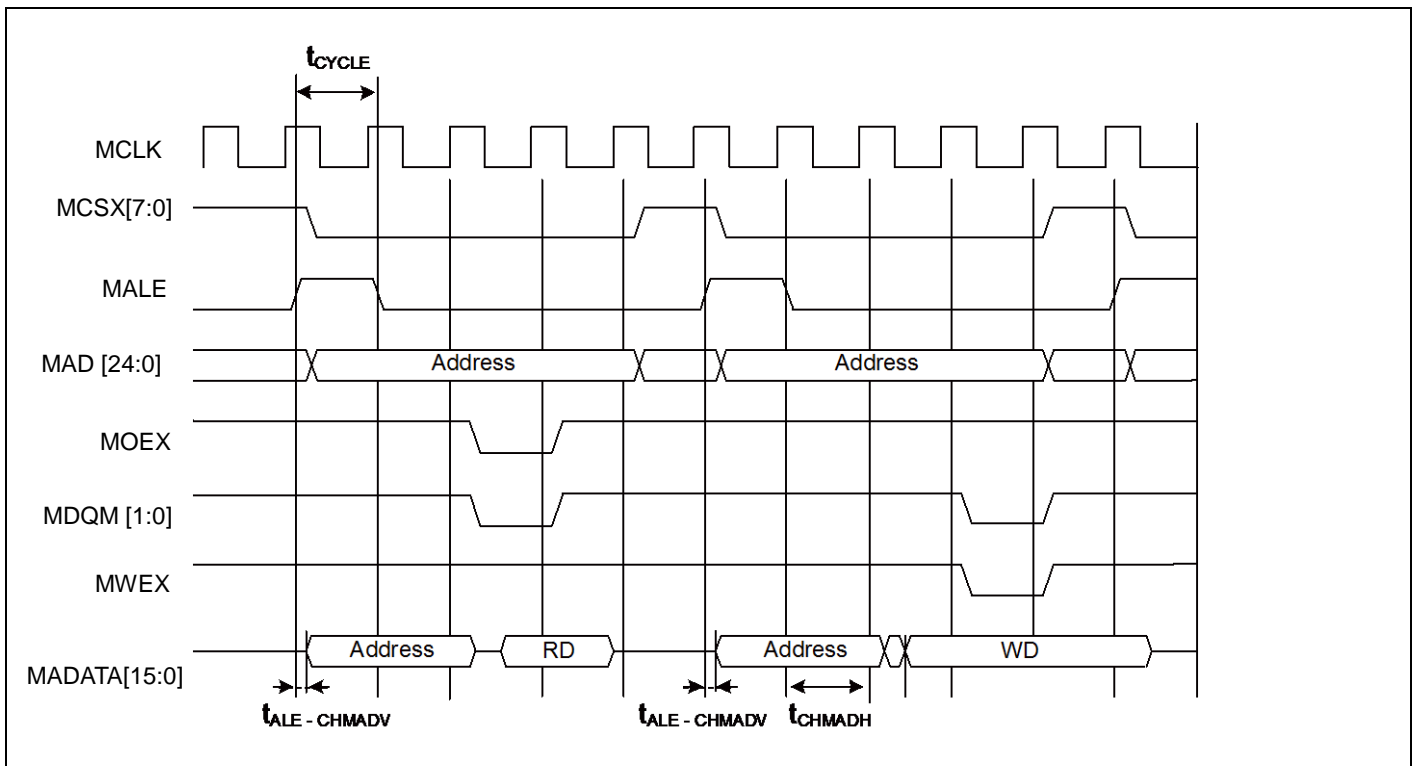 tCYCLE
MCLK
MCSX[7:0]
MALE
MAD [24:0]
Address
Address
MOEX
MDQM [1:0]
MWEX
MADATA[15:0]
Address
RD
Address
WD
tALE - CHMADV
tALE - CHMADV
tCHMADH